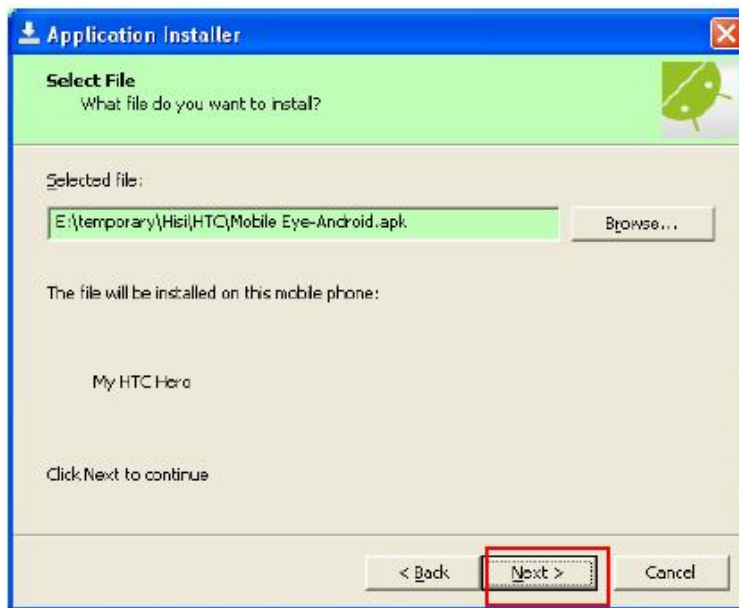 Application Installer
Select File
What file do you want to install?
Selected file:
E:\temporary\Hisi\HTC\Mobile Eye-Android.apk
Browse...
The file will be installed on this mobile phone:
My HTC Hero
Click Next to continue
< Back
Next >
Cancel